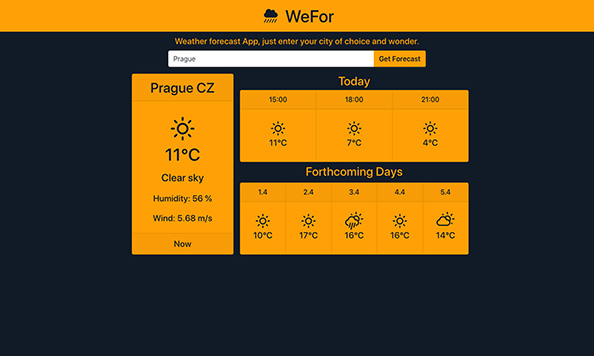 WeFor
Weather forecast App, just enter your city of choice and wonder.
Prague
Get Forecast
Prague CZ
11°C
Clear sky
Humidity: 56 %
Wind: 5.68 m/s
Now
Today
15:00 18:00 21:00
11°C 7°C 4°C
Forthcoming Days
1.4 2.4 3.4 4.4 5.4
10°C 17°C 16°C 16°C 14°C